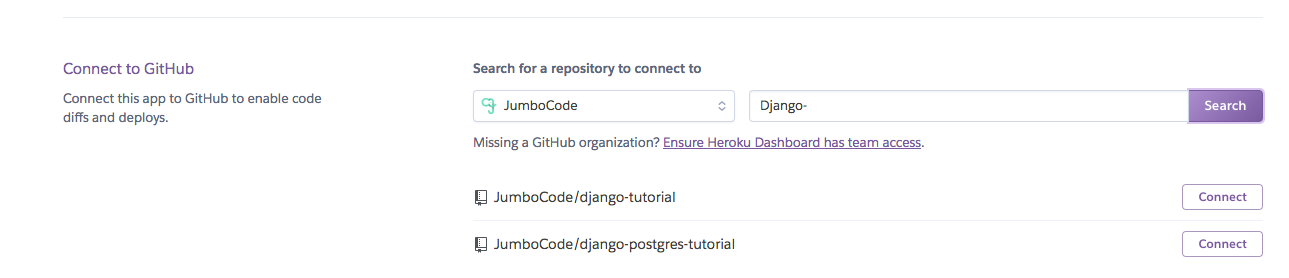 Connect to GitHub
Search for a repository to connect to
Connect this app to GitHub to enable code
diffs and deploys.
JumboCode
Django-
Search
Missing a GitHub organization? Ensure Heroku Dashboard has team access.
JumboCode/django-tutorial
Connect
JumboCode/django-postgres-tutorial
Connect